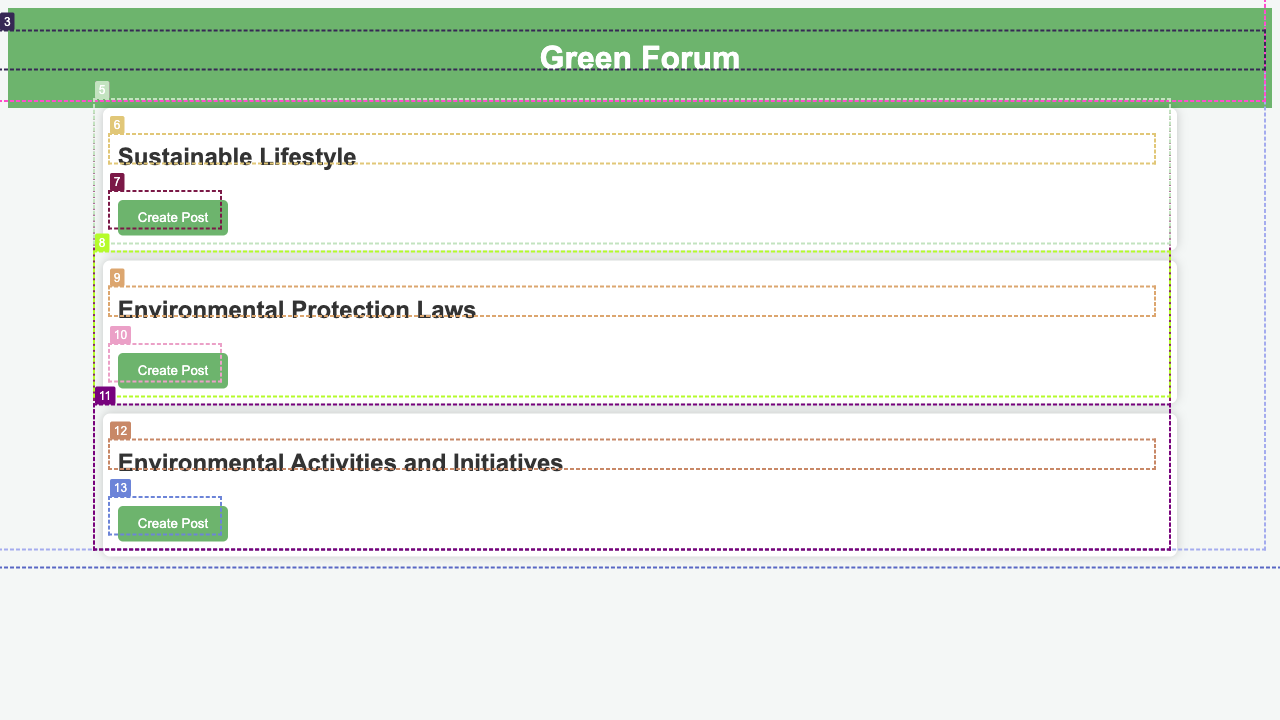 3
Green Forum
5
6
Sustainable Lifestyle
7
Create Post
8
9
Environmental Protection Laws
10
Create Post
11
12
Environmental Activities and Initiatives
13
Create Post